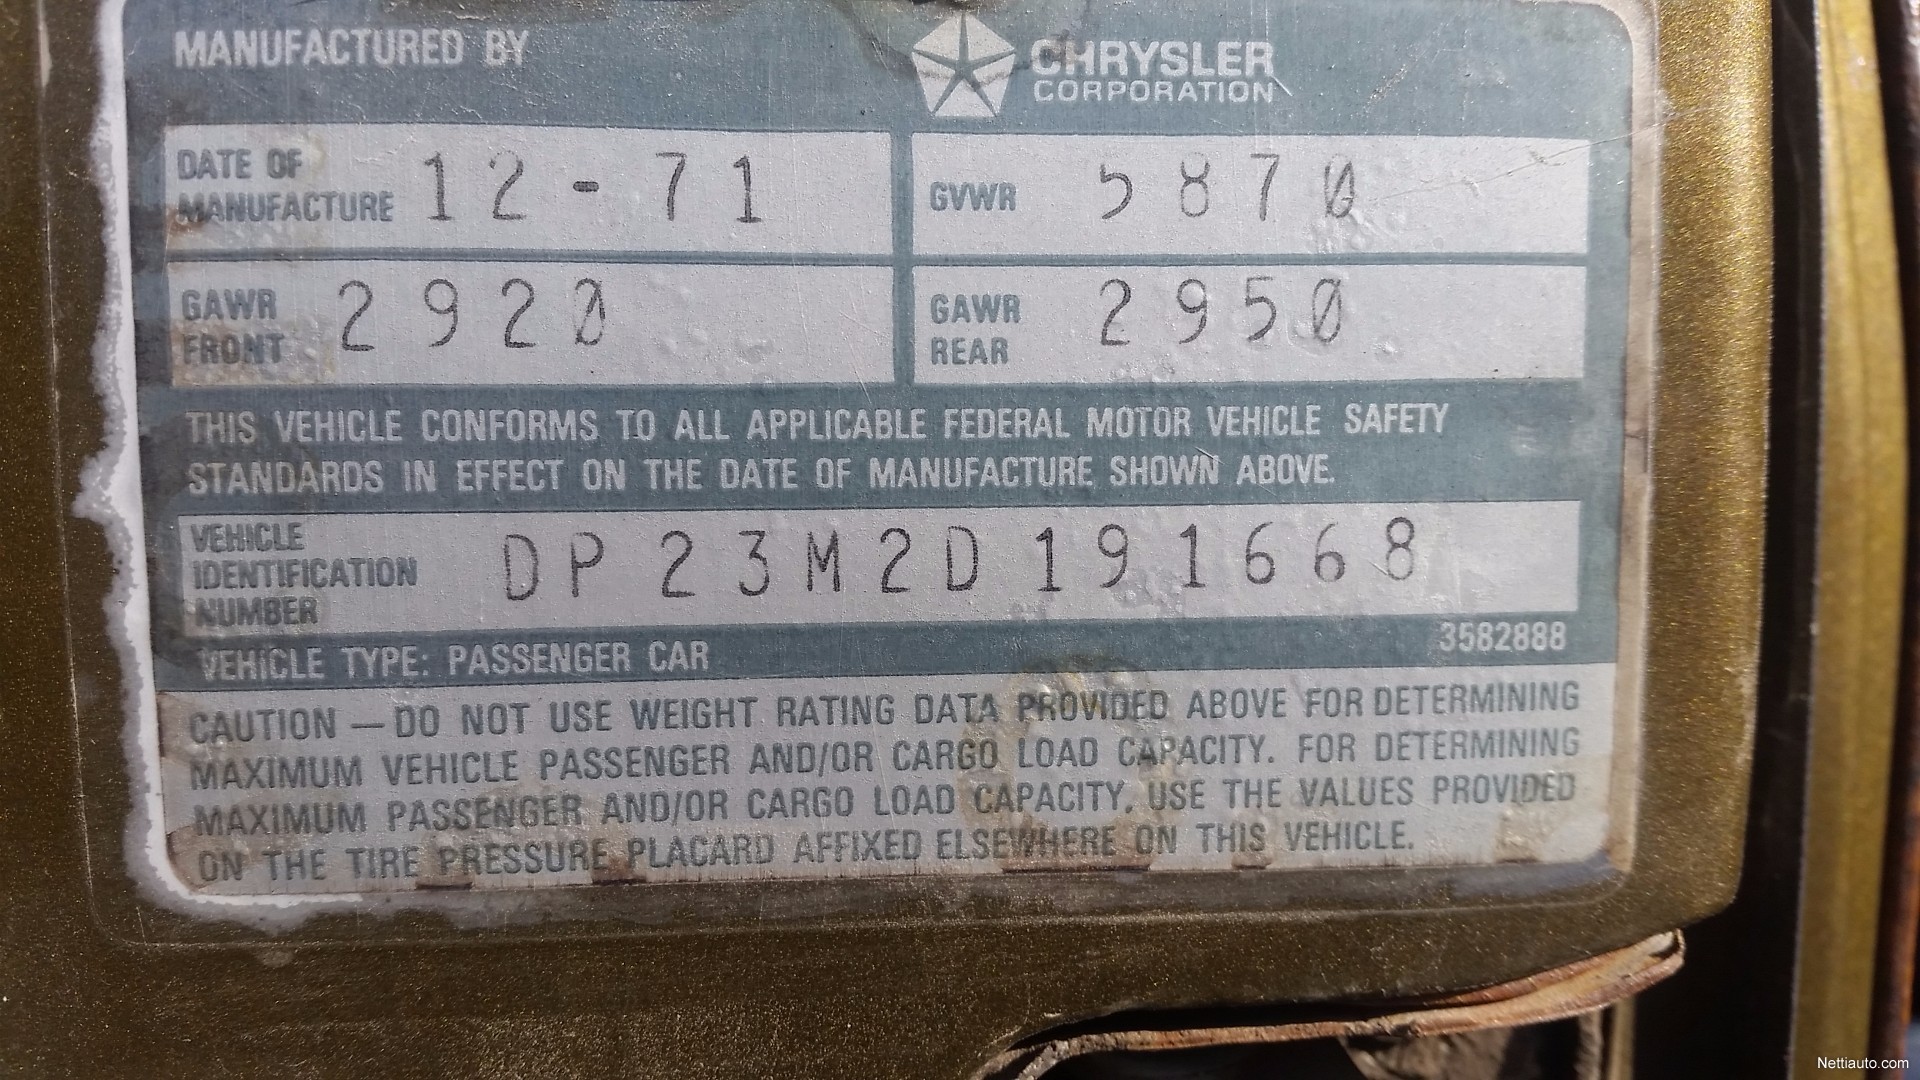 MANUFACTURED BY
CHRYSLER
CORPORATION
DATE OF
MANUFACTURE 12-71
GVWR 5870
GAWR
FRONT 2920
GAWR
REAR 2950
THIS VEHICLE CONFORMS TO ALL APPLICABLE FEDERAL MOTOR VEHICLE SAFETY
STANDARDS IN EFFECT ON THE DATE OF MANUFACTURE SHOWN ABOVE.
VEHICLE
IDENTIFICATION
NUMBER DP23M2D191668
VEHICLE TYPE: PASSENGER CAR
3582888
CAUTION — DO NOT USE WEIGHT RATING DATA PROVIDED ABOVE FOR DETERMINING
MAXIMUM VEHICLE PASSENGER AND/OR CARGO LOAD CAPACITY. FOR DETERMINING
MAXIMUM PASSENGER AND/OR CARGO LOAD CAPACITY, USE THE VALUES PROVIDED
ON THE TIRE PRESSURE PLACARD AFFIXED ELSEWHERE ON THIS VEHICLE.
Nettiauto.com